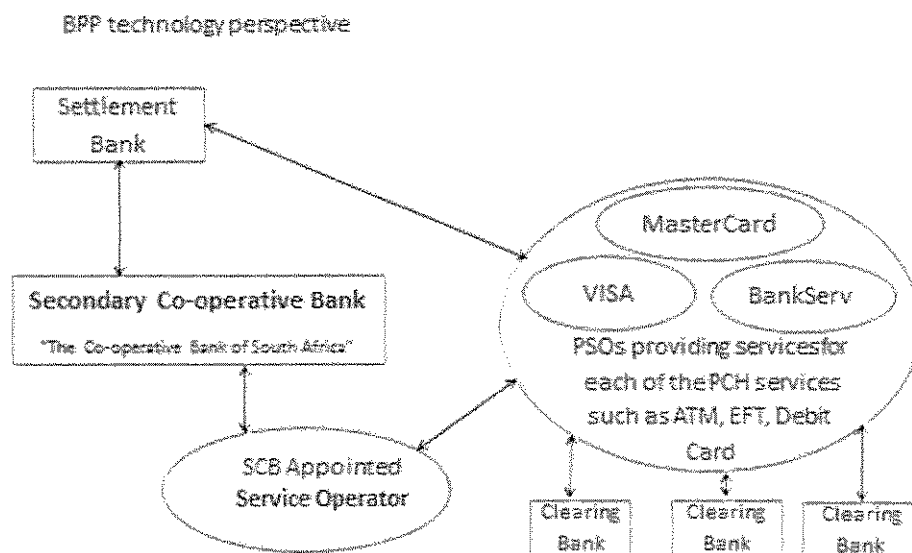 BPP technology perspective
Settlement
Bank
MasterCard
VISA
BankServ
Secondary Co-operative Bank
"The Co-operative Bank of South Africa"
PSOs providing servicesfor
each of the PCH services
such as ATM, EFT, Debit
Card
SCB Appointed
Service Operator
Clearing
Bank
Clearing
Bank
Clearing
Bank